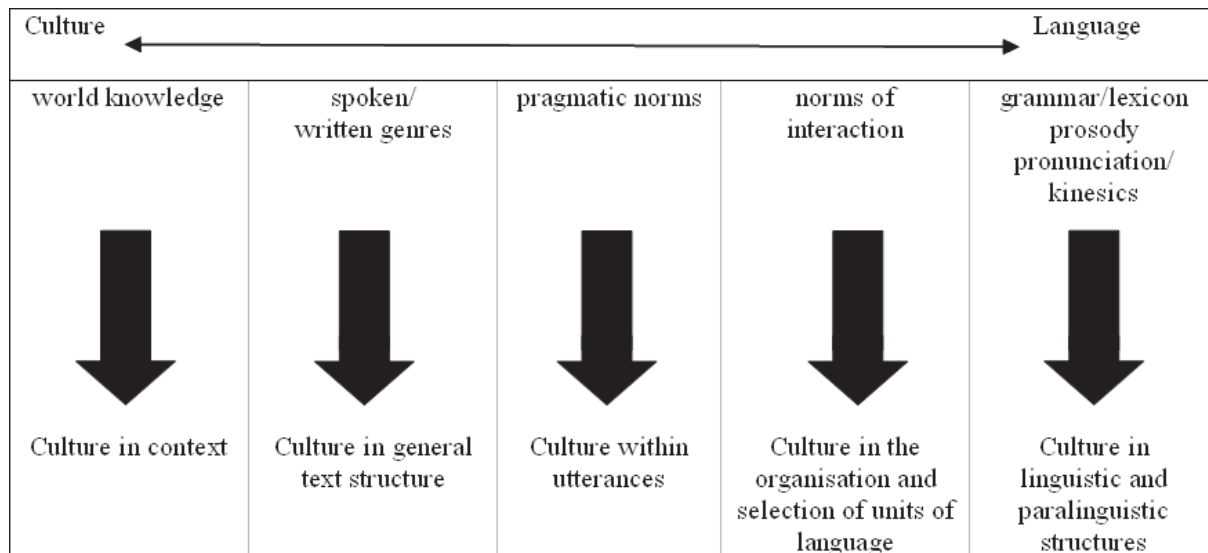 Culture
Language
world knowledge
spoken/
written genres
pragmatic norms
norms of
interaction
grammar/lexicon
prosody
pronunciation/
kinesics
Culture in context
Culture in general
text structure
Culture within
utterances
Culture in the
organisation and
selection of units of
language
Culture in
linguistic and
paralinguistic
structures